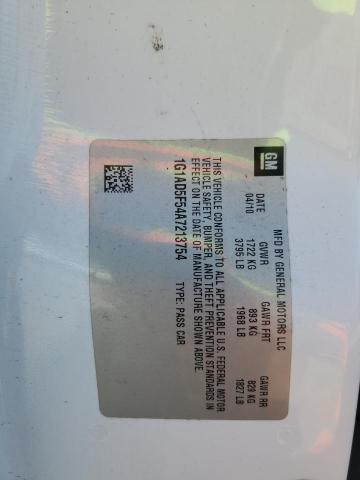 GM
MFD BY GENERAL MOTORS LLC
DATE GVWR GAWR FRT GAWR RR
04/10 1722 KG 893 KG 829 KG
3795 LB 1968 LB 1827 LB
THIS VEHICLE CONFORMS TO ALL APPLICABLE U.S. FEDERAL MOTOR
VEHICLE SAFETY, BUMPER, AND THEFT PREVENTION STANDARDS IN
EFFECT ON THE DATE OF MANUFACTURE SHOWN ABOVE.
1G1AD5F54A7213754 TYPE: PASS CAR